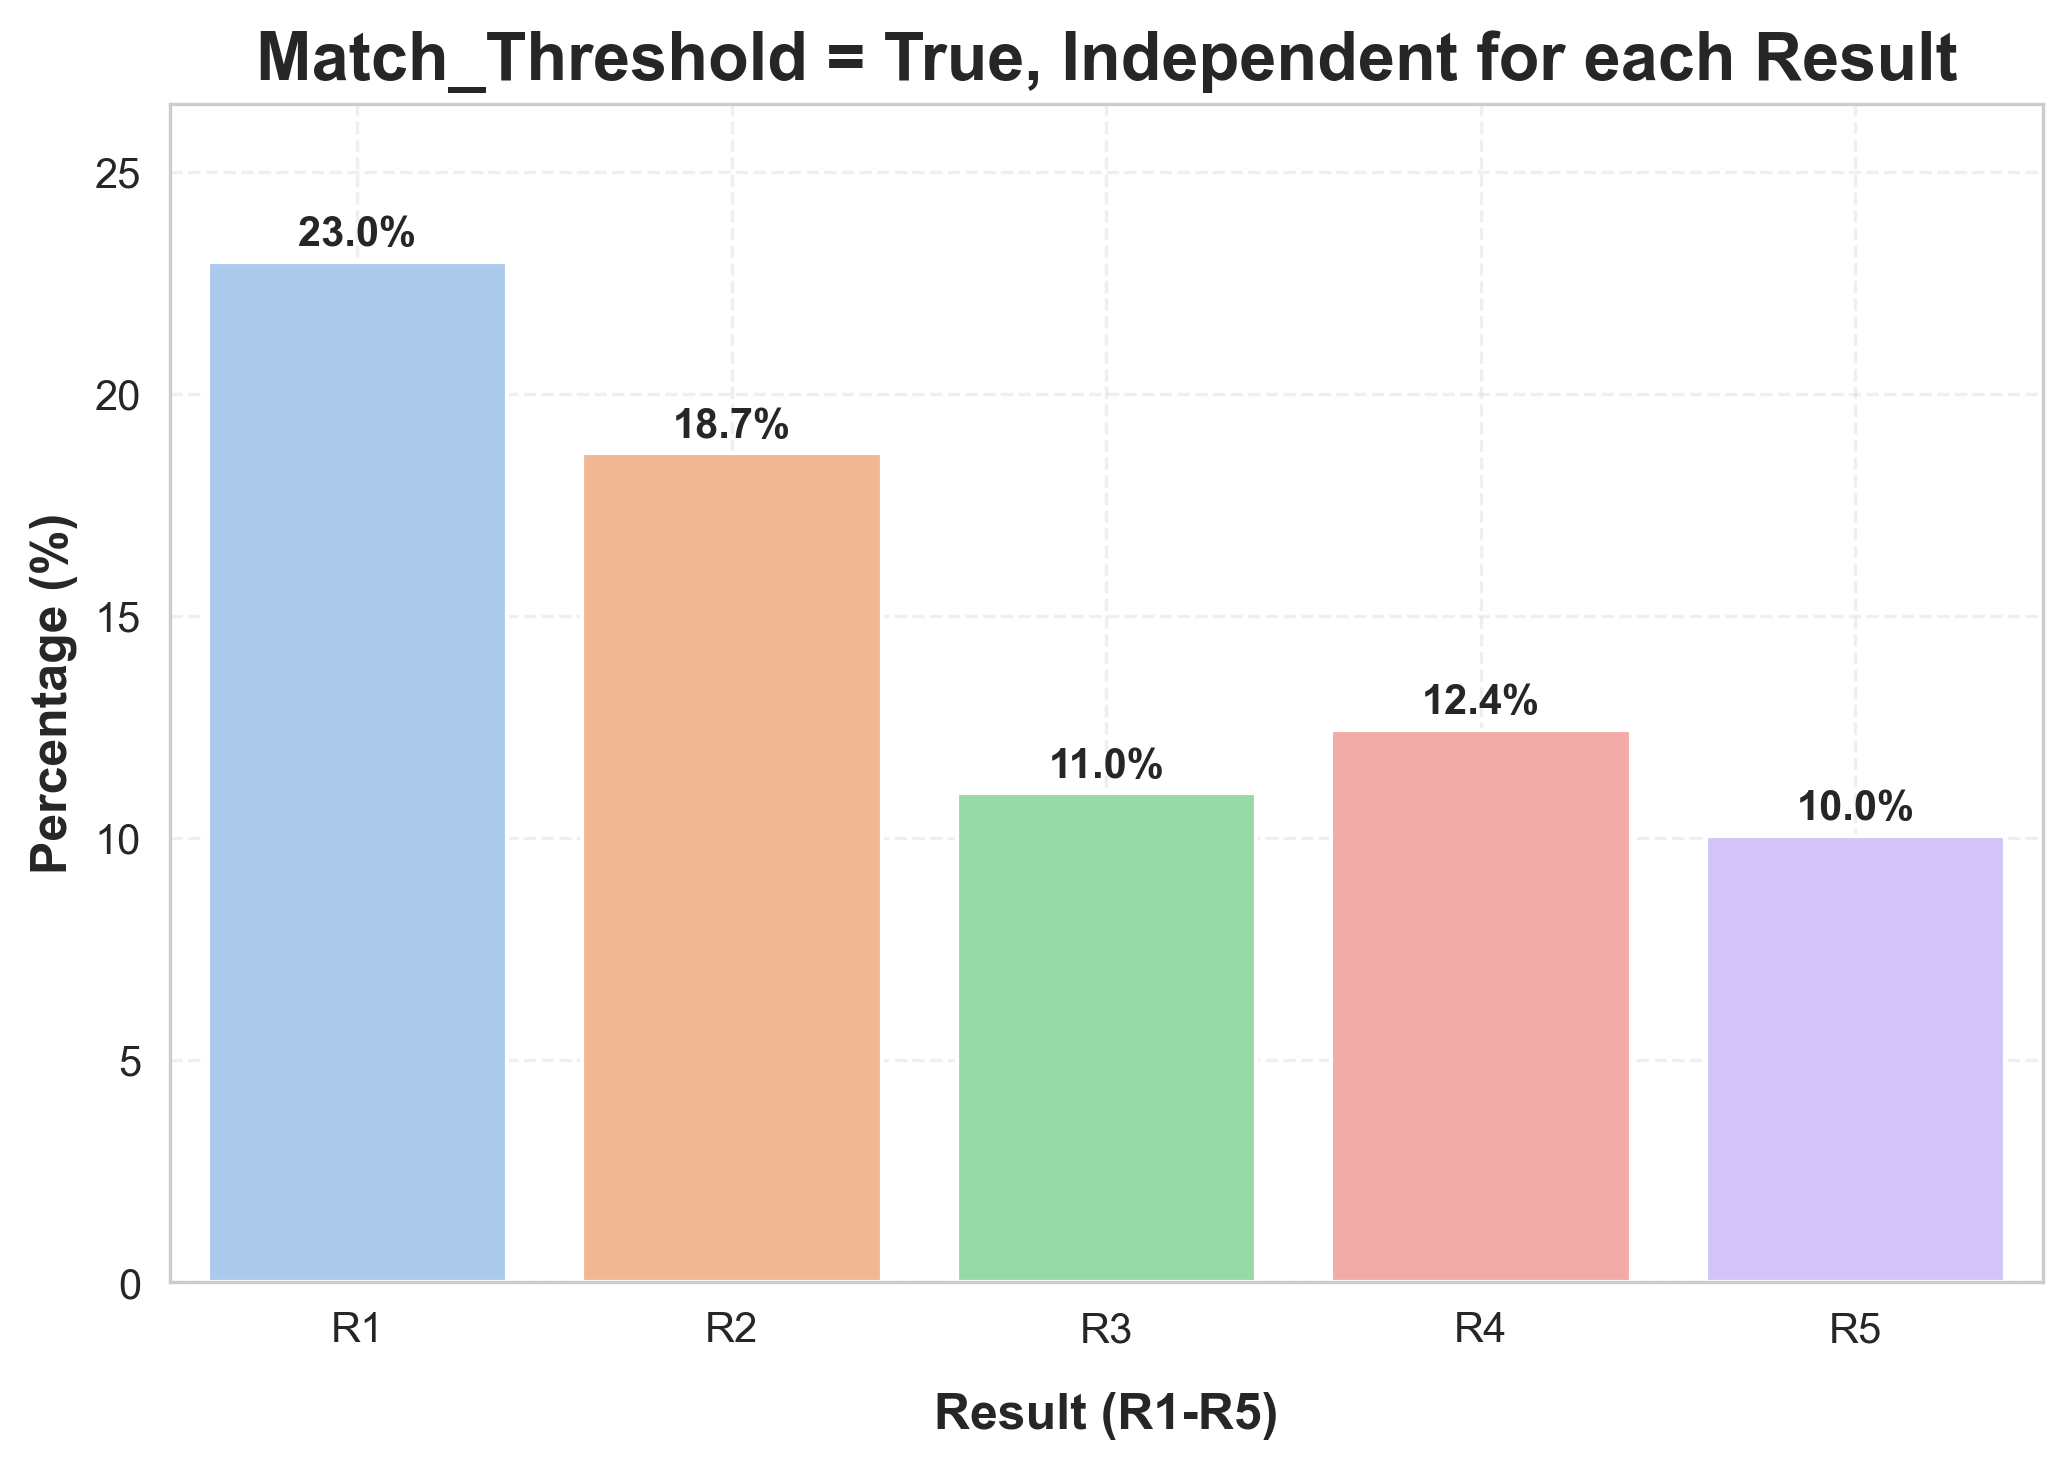 Match_Threshold = True, Independent for each Result
Percentage (%)
25
20
15
10
5
0
23.0%
18.7%
11.0%
12.4%
10.0%
R1
R2
R3
R4
R5
Result (R1-R5)